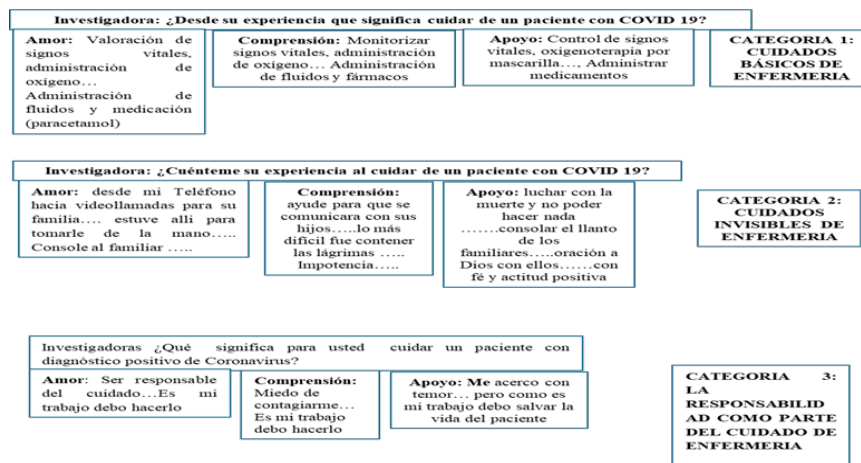 Investigadora: ¿Desde su experiencia que significa cuidar de un paciente con COVID 19?
Amor: Valoración de
signos vitales,
administración de
oxígeno…
Administración de
fluidos y medicación
(paracetamol)
Comprensión: Monitorizar
signos vitales, administración
de oxígeno… Administración
de fluidos y fármacos
Apoyo: Control de signos
vitales, oxigenoterapia por
mascarilla…, Administrar
medicamentos
CATEGORIA 1:
CUIDADOS
BÁSICOS DE
ENFERMERIA
Investigadora: ¿Cuénteme su experiencia al cuidar de un paciente con COVID 19?
Amor: desde mi Teléfono
hacia videollamadas para su
familia…. estuve alli para
tomarle de la mano…..
Console al familiar …..
Comprensión:
ayude para que se
comunicara con sus
hijos…..lo más
difícil fue contener
las lágrimas …..
Impotencia…..
Apoyo: luchar con la
muerte y no poder
hacer nada
…….consolar el llanto
de los
familiares…..oración a
Dios con ellos……con
fé y actitud positiva
CATEGORIA 2:
CUIDADOS
INVISIBLES DE
ENFERMERIA
Investigadoras ¿Qué significa para usted cuidar un paciente con
diagnóstico positivo de Coronavirus?
Amor: Ser responsable
del cuidado…Es mi
trabajo debo hacerlo
Comprensión:
Miedo de
contagiarme…
Es mi trabajo
debo hacerlo
Apoyo: Me acerco con
temor… pero como es
mi trabajo debo salvar la
vida del paciente
CATEGORIA 3:
LA
RESPONSABILID
AD COMO PARTE
DEL CUIDADO DE
ENFERMERIA